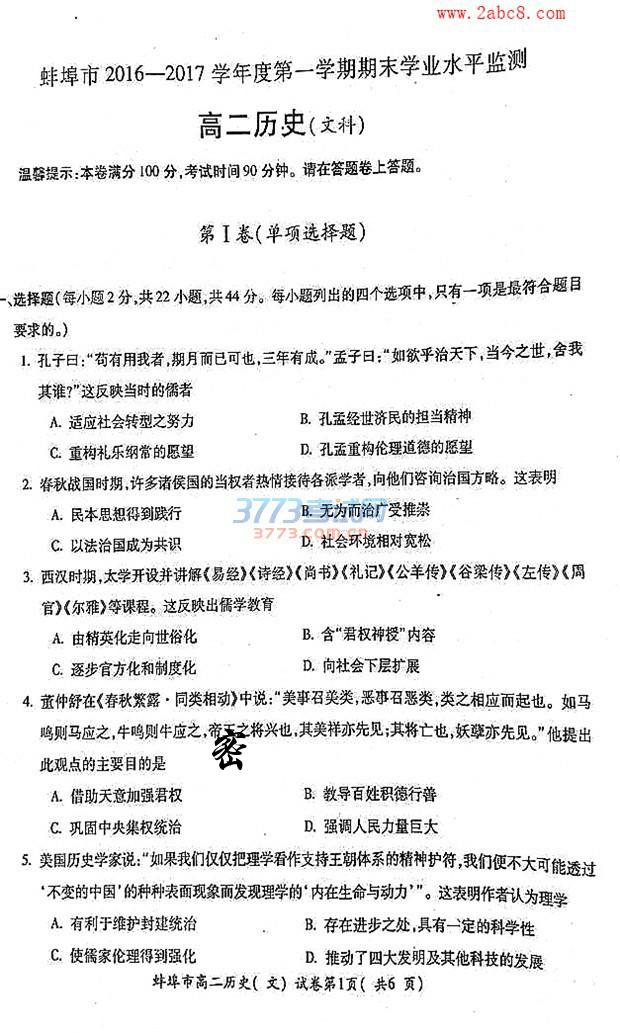 www.2abc8.com
蚌埠市2016—2017学年度第一学期期末学业水平监测
高二历史(文科)
温馨提示:本卷满分100分,考试时间90分钟。请在答题卷上答题。
第Ⅰ卷(单项选择题)
一、选择题(每小题2分,共22小题,共44分。每小题列出的四个选项中,只有一项是最符合题目
要求的。)
1. 孔子曰:“苟有用我者,期月而已可也,三年有成。”孟子曰:“如欲乎治天下,当今之世,舍我
其谁?”这反映当时的儒者
A. 适应社会转型之努力 B. 孔孟经世济民的担当精神
C. 重构礼乐纲常的愿望 D. 孔孟重构伦理道德的愿望
2. 春秋战国时期,许多诸侯国的当权者热情接待各派学者,向他们咨询治国方略。这表明
A. 民本思想得到践行 B. 无为而治广受推崇
3773考试网
3773.com.cn
C. 以法治国成为共识 D. 社会环境相对宽松
3. 西汉时期,太学开设并讲解《易经》《诗经》《尚书》《礼记》《公羊传》《谷梁传》《左传》《周
官》《尔雅》等课程。这反映出儒学教育
A. 由精英化走向世俗化 B. 含“君权神授”内容
C. 逐步官方化和制度化 D. 向社会下层扩展
4. 董仲舒在《春秋繁露·同类相动》中说:“美事召美类,恶事召恶类,类之相应而起也。如马
鸣则马应之,牛鸣则牛应之,帝王之将兴也,其美祥亦先见;其将亡也,妖孽亦先见。”他提出
密
此观点的主要目的是
A. 借助天意加强君权 B. 教导百姓积德行善
C. 巩固中央集权统治 D. 强调人民力量巨大
5. 美国历史学家说:“如果我们仅仅把理学看作支持王朝体系的精神护符,我们便不大可能透过
‘不变的中国’的种种表面现象而发现理学的‘内在生命与动力’”。这表明作者认为理学
A. 有利于维护封建统治 B. 存在进步之处,具有一定的科学性
C. 使儒家伦理得到强化 D. 推动了四大发明及其他科技的发展
蚌埠市高二历史(文)试卷第1页(共6页)